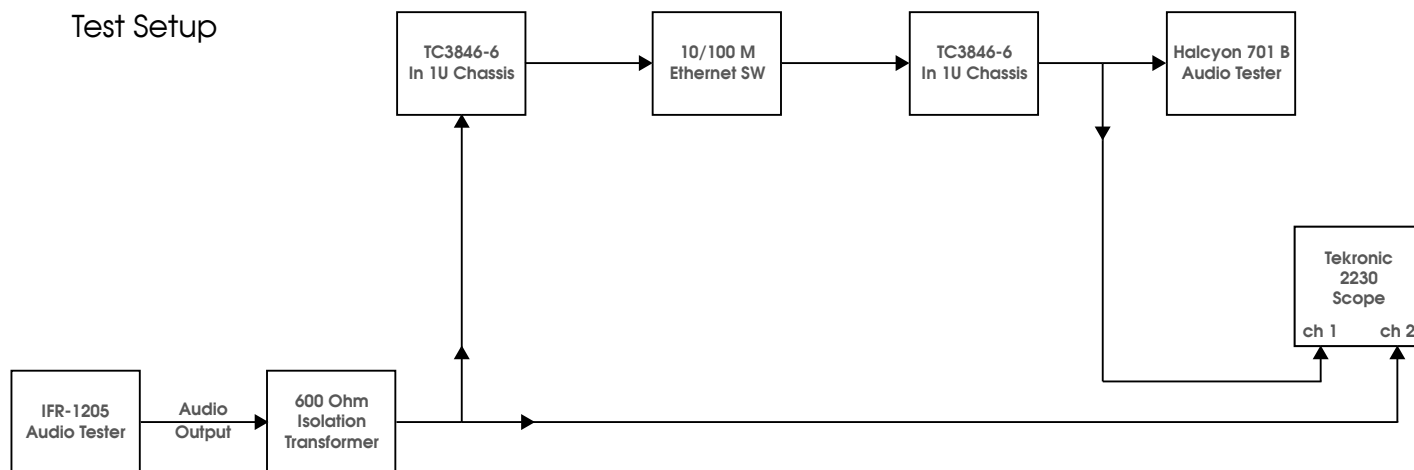 Test Setup
TC3846-6
In 1U Chassis
10/100 M
Ethernet SW
TC3846-6
In 1U Chassis
Halcyon 701 B
Audio Tester
Tekronic
2230
Scope
ch 1
ch 2
IFR-1205
Audio Tester
Audio
Output
600 Ohm
Isolation
Transformer